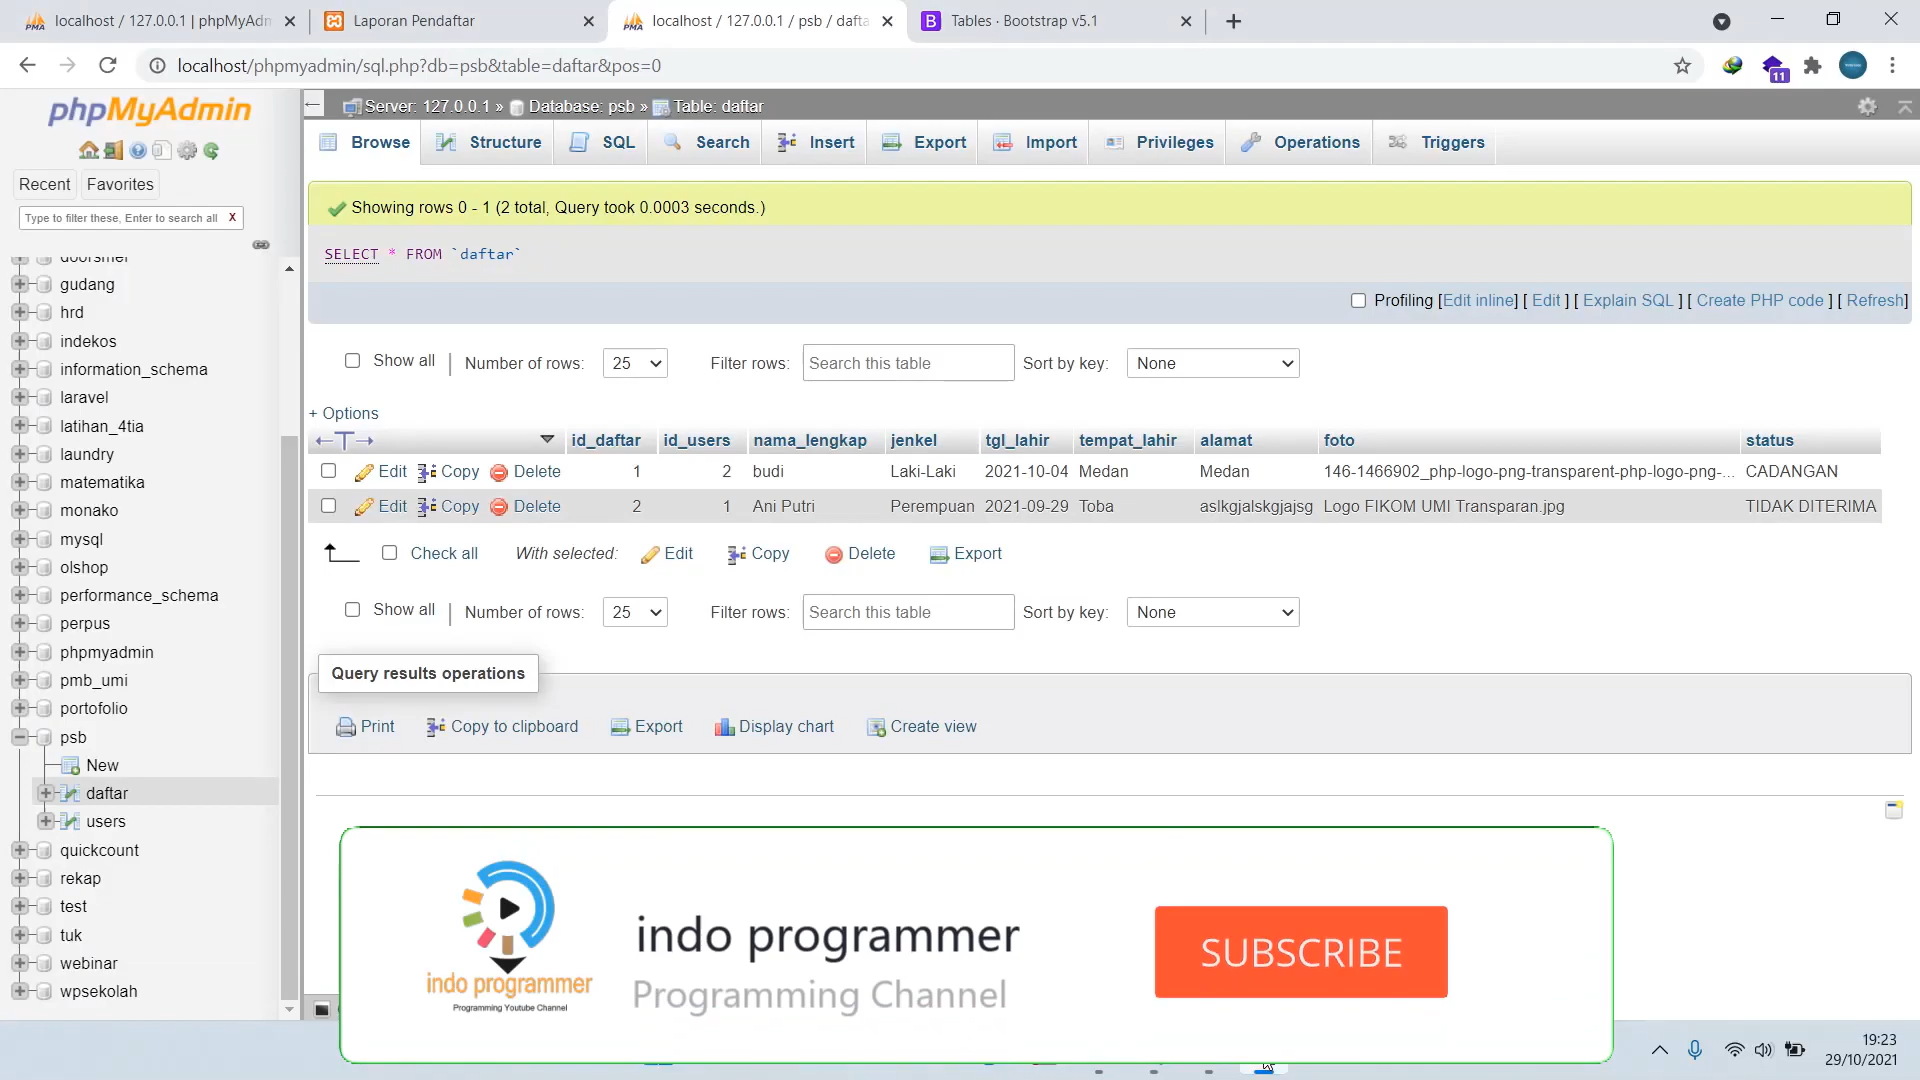 localhost / 127.0.0.1 | phpMyAdm
Laporan Pendaftar
localhost / 127.0.0.1 / psb / dafta
Tables · Bootstrap v5.1
localhost/phpmyadmin/sql.php?db=psb&table=daftar&pos=0
11
phpMyAdmin
Recent Favorites
Type to filter these, Enter to search all X
doorsmer
gudang
hrd
indekos
information_schema
laravel
latihan_4tia
laundry
matematika
monako
mysql
olshop
performance_schema
perpus
phpmyadmin
pmb_umi
portofolio
psb
New
daftar
users
quickcount
rekap
test
tuk
webinar
wpsekolah
Server: 127.0.0.1 » Database: psb » Table: daftar
Browse Structure SQL Search Insert Export Import Privileges Operations Triggers
Showing rows 0 - 1 (2 total, Query took 0.0003 seconds.)
SELECT * FROM `daftar`
Profiling [Edit inline] [ Edit ] [ Explain SQL ] [ Create PHP code ] [ Refresh]
Show all | Number of rows: 25 Filter rows: Search this table Sort by key: None
+ Options
←T→ id_daftar id_users nama_lengkap jenkel tgl_lahir tempat_lahir alamat foto status
Edit Copy Delete 1 2 budi Laki-Laki 2021-10-04 Medan Medan 146-1466902_php-logo-png-transparent-php-logo-png-... CADANGAN
Edit Copy Delete 2 1 Ani Putri Perempuan 2021-09-29 Toba aslkgjalskgjajsg Logo FIKOM UMI Transparan.jpg TIDAK DITERIMA
Check all With selected: Edit Copy Delete Export
Show all | Number of rows: 25 Filter rows: Search this table Sort by key: None
Query results operations
Print Copy to clipboard Export Display chart Create view
indo programmer
Programming Youtube Channel
indo programmer
Programming Channel
SUBSCRIBE
19:23
29/10/2021